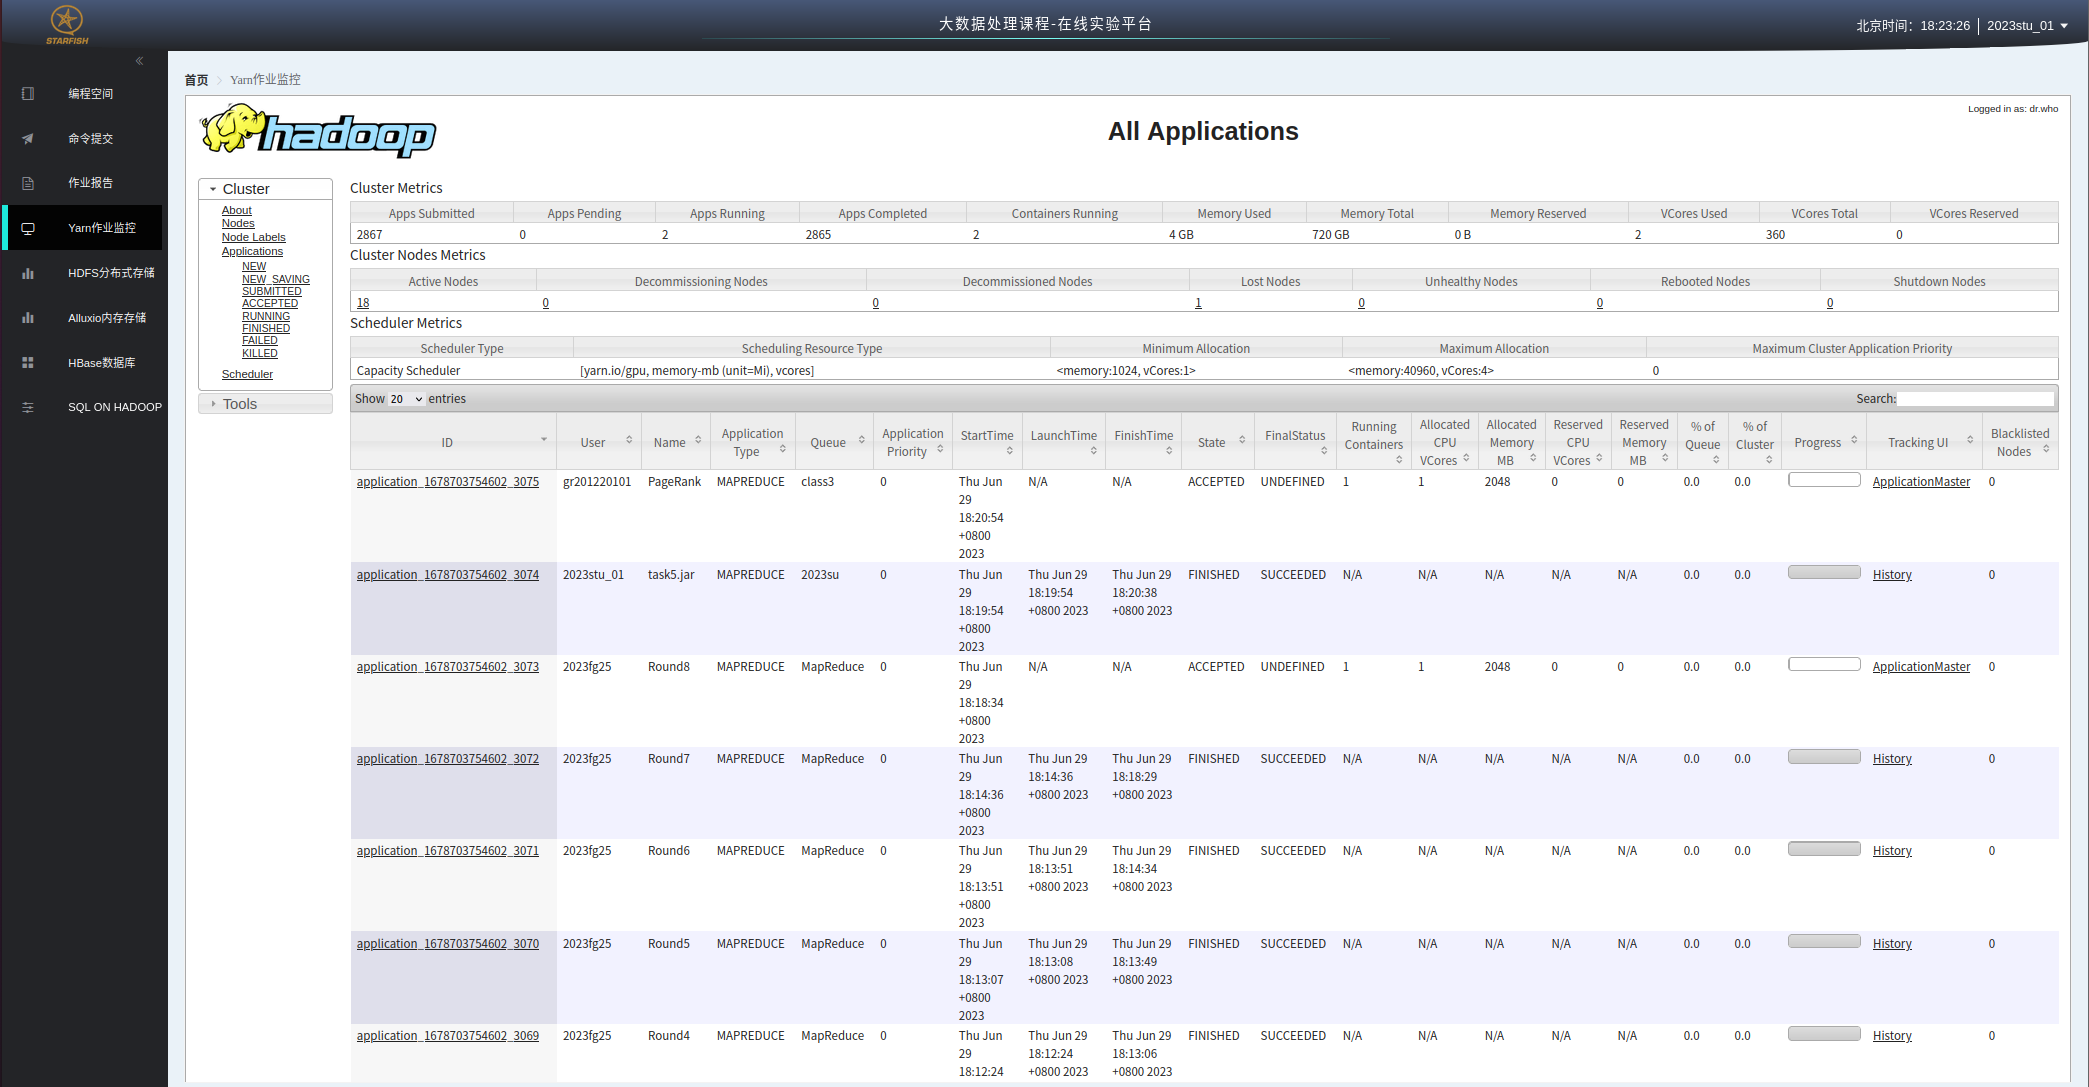 STARFISH
大数据处理课程-在线实验平台
北京时间：18:23:26 | 2023stu_01
编程空间
命令提交
作业报告
Yarn作业监控
HDFS分布式存储
Alluxio内存存储
HBase数据库
SQL ON HADOOP
首页 > Yarn作业监控
hadoop
All Applications
Logged in as: dr.who
Cluster
About
Nodes
Node Labels
Applications
NEW
NEW_SAVING
SUBMITTED
ACCEPTED
RUNNING
FINISHED
FAILED
KILLED
Scheduler
Tools
Cluster Metrics
Apps Submitted Apps Pending Apps Running Apps Completed Containers Running Memory Used Memory Total Memory Reserved VCores Used VCores Total VCores Reserved
2867 0 2 2865 2 4 GB 720 GB 0 B 2 360 0
Cluster Nodes Metrics
Active Nodes Decommissioning Nodes Decommissioned Nodes Lost Nodes Unhealthy Nodes Rebooted Nodes Shutdown Nodes
18 0 0 1 0 0 0
Scheduler Metrics
Scheduler Type Scheduling Resource Type Minimum Allocation Maximum Allocation Maximum Cluster Application Priority
Capacity Scheduler [yarn.io/gpu, memory-mb (unit=Mi), vcores] <memory:1024, vCores:1> <memory:40960, vCores:4> 0
Show 20 entries Search:
ID User Name Application Type Queue Application Priority StartTime LaunchTime FinishTime State FinalStatus Running Containers Allocated CPU VCores Allocated Memory MB Reserved CPU VCores Reserved Memory MB % of Queue % of Cluster Progress Tracking UI Blacklisted Nodes
application_1678703754602_3075 gr201220101 PageRank MAPREDUCE class3 0 Thu Jun 29 18:20:54 +0800 2023 N/A N/A ACCEPTED UNDEFINED 1 1 2048 0 0 0.0 0.0 ApplicationMaster 0
application_1678703754602_3074 2023stu_01 task5.jar MAPREDUCE 2023su 0 Thu Jun 29 18:19:54 +0800 2023 Thu Jun 29 18:19:54 +0800 2023 Thu Jun 29 18:20:38 +0800 2023 FINISHED SUCCEEDED N/A N/A N/A N/A N/A 0.0 0.0 History 0
application_1678703754602_3073 2023fg25 Round8 MAPREDUCE MapReduce 0 Thu Jun 29 18:18:34 +0800 2023 N/A N/A ACCEPTED UNDEFINED 1 1 2048 0 0 0.0 0.0 ApplicationMaster 0
application_1678703754602_3072 2023fg25 Round7 MAPREDUCE MapReduce 0 Thu Jun 29 18:14:36 +0800 2023 Thu Jun 29 18:14:36 +0800 2023 Thu Jun 29 18:18:29 +0800 2023 FINISHED SUCCEEDED N/A N/A N/A N/A N/A 0.0 0.0 History 0
application_1678703754602_3071 2023fg25 Round6 MAPREDUCE MapReduce 0 Thu Jun 29 18:13:51 +0800 2023 Thu Jun 29 18:13:51 +0800 2023 Thu Jun 29 18:14:34 +0800 2023 FINISHED SUCCEEDED N/A N/A N/A N/A N/A 0.0 0.0 History 0
application_1678703754602_3070 2023fg25 Round5 MAPREDUCE MapReduce 0 Thu Jun 29 18:13:07 +0800 2023 Thu Jun 29 18:13:08 +0800 2023 Thu Jun 29 18:13:49 +0800 2023 FINISHED SUCCEEDED N/A N/A N/A N/A N/A 0.0 0.0 History 0
application_1678703754602_3069 2023fg25 Round4 MAPREDUCE MapReduce 0 Thu Jun 29 18:12:24 Thu Jun 29 18:12:24 +0800 2023 Thu Jun 29 18:13:06 +0800 2023 FINISHED SUCCEEDED N/A N/A N/A N/A N/A 0.0 0.0 History 0